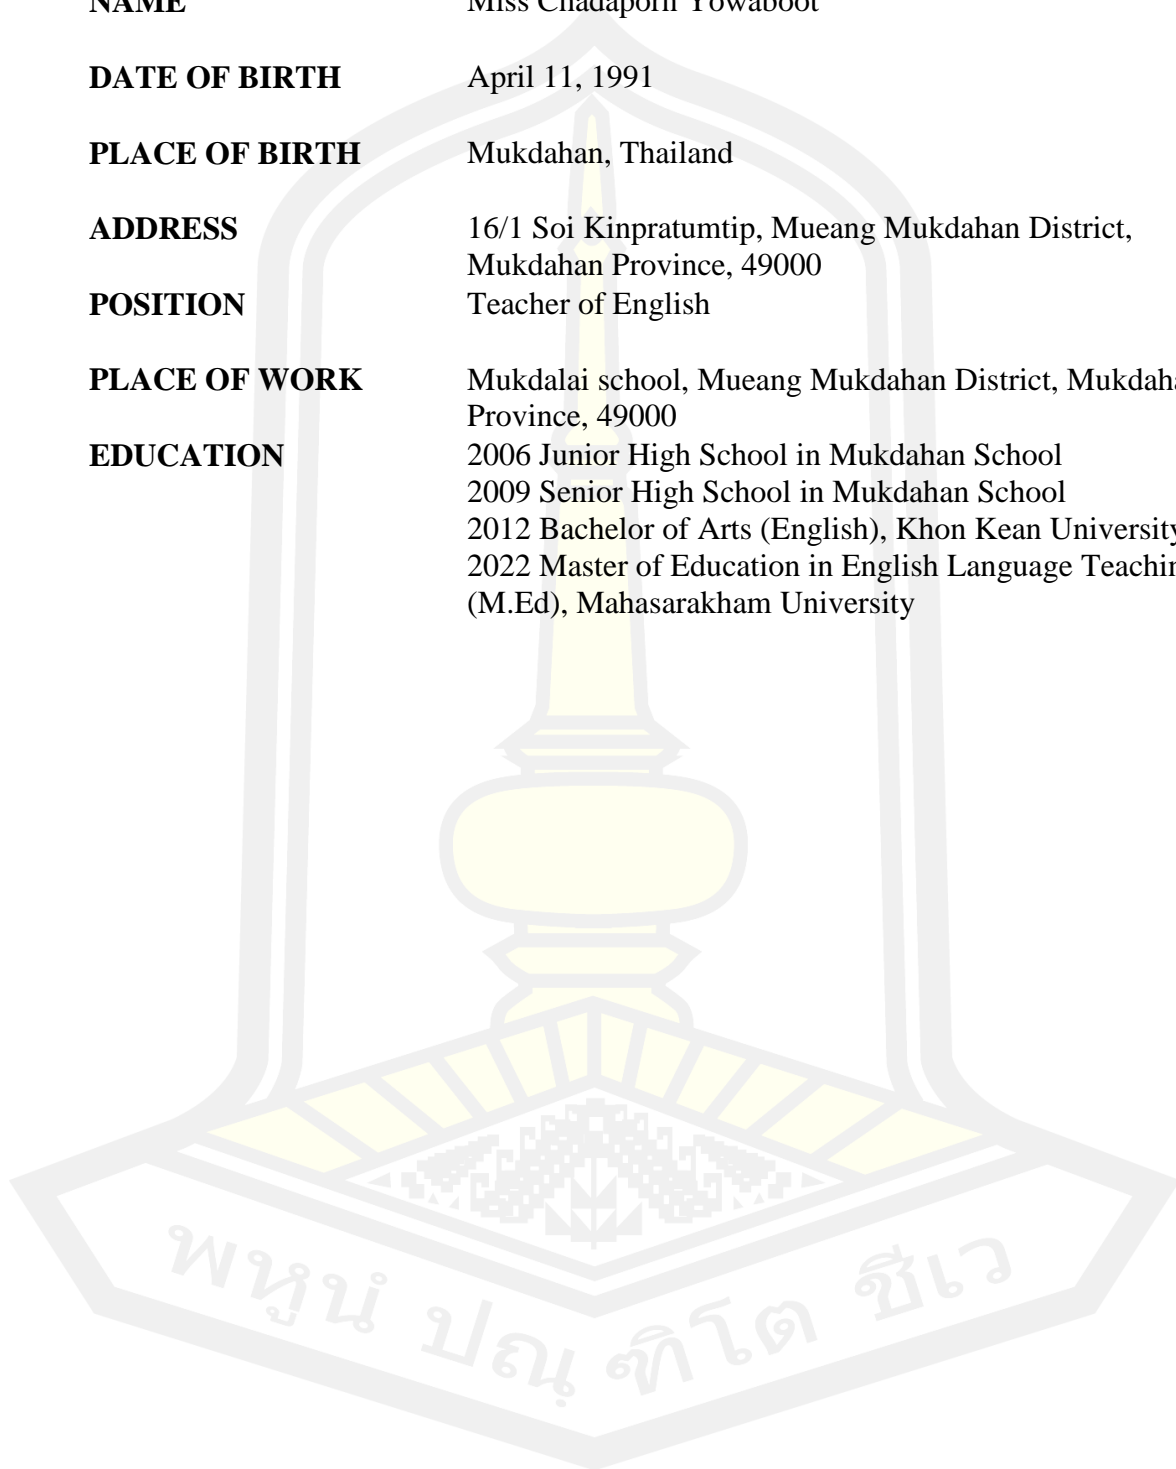 NAME Miss Chadaporn Yowaboot
DATE OF BIRTH April 11, 1991
PLACE OF BIRTH Mukdahan, Thailand
ADDRESS 16/1 Soi Kinpratumtip, Mueang Mukdahan District,
Mukdahan Province, 49000
POSITION Teacher of English
PLACE OF WORK Mukdalai school, Mueang Mukdahan District, Mukdaha
Province, 49000
EDUCATION 2006 Junior High School in Mukdahan School
2009 Senior High School in Mukdahan School
2012 Bachelor of Arts (English), Khon Kean University
2022 Master of Education in English Language Teachin
(M.Ed), Mahasarakham University
พหูนํ ปณฺฑิโต ชีเว